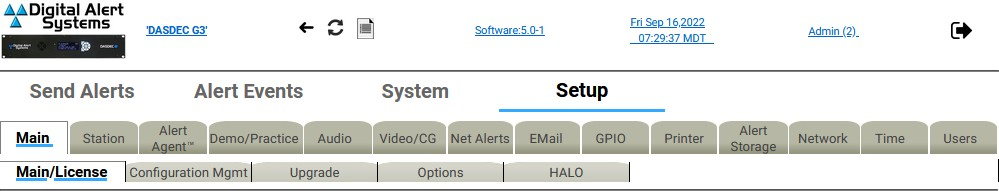 Digital Alert
Systems
'DASDEC G3'
Software:5.0-1
Fri Sep 16,2022
07:29:37 MDT
Admin (2)
Send Alerts
Alert Events
System
Setup
Main
Station
Alert
Agent™
Demo/Practice
Audio
Video/CG
Net Alerts
EMail
GPIO
Printer
Alert
Storage
Network
Time
Users
Main/License
Configuration Mgmt
Upgrade
Options
HALO